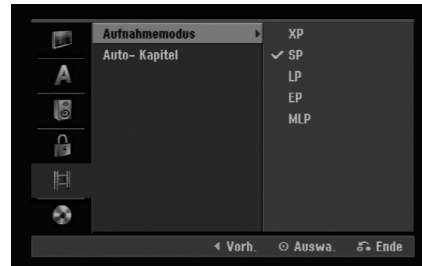 Aufnahmemodus
Auto- Kapitel
XP
SP
LP
EP
MLP
A
Vorh.
Auswa.
Ende